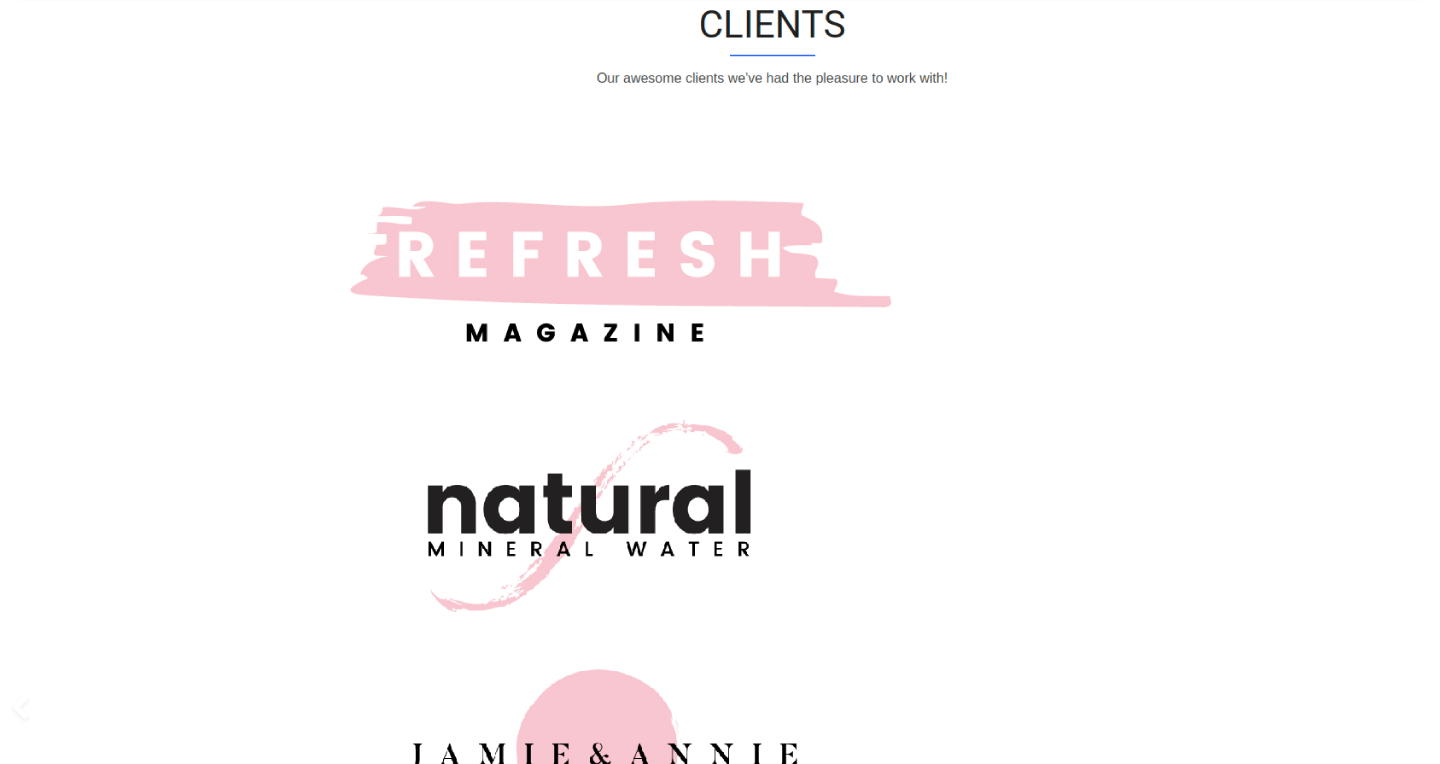 CLIENTS
Our awesome clients we've had the pleasure to work with!
REFRESH
MAGAZINE
natural
MINERAL WATER
JAMIE&ANNIE